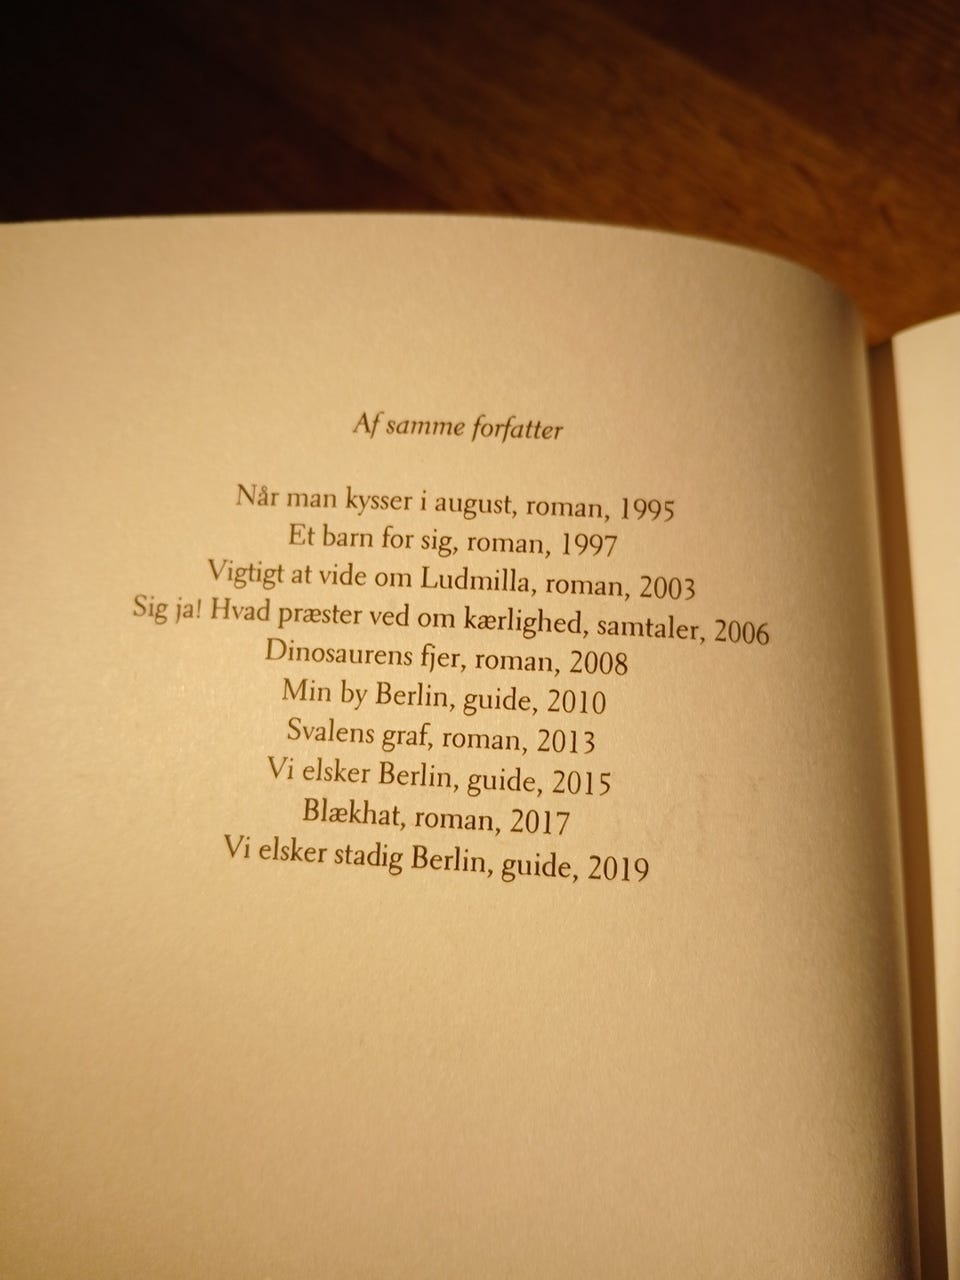 Af samme forfatter
Når man kysser i august, roman, 1995
Et barn for sig, roman, 1997
Vigtigt at vide om Ludmilla, roman, 2003
Sig ja! Hvad præster ved om kærlighed, samtaler, 2006
Dinosaurens fjer, roman, 2008
Min by Berlin, guide, 2010
Svalens graf, roman, 2013
Vi elsker Berlin, guide, 2015
Blækhat, roman, 2017
Vi elsker stadig Berlin, guide, 2019